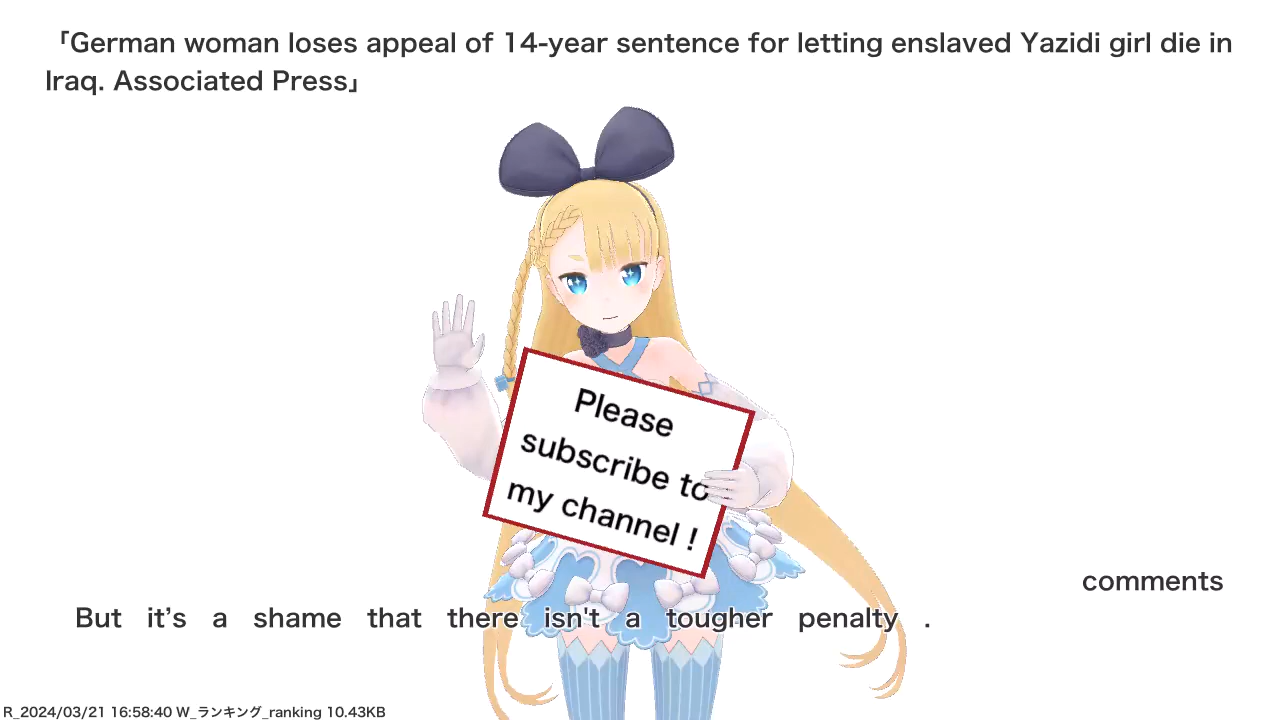 「German woman loses appeal of 14-year sentence for letting enslaved Yazidi girl die in
Iraq. Associated Press」
Please
subscribe to
my channel !
comments
But it’s a shame that there isn't a tougher penalty .
R_2024/03/21 16:58:40 W_ランキング_ranking 10.43KB